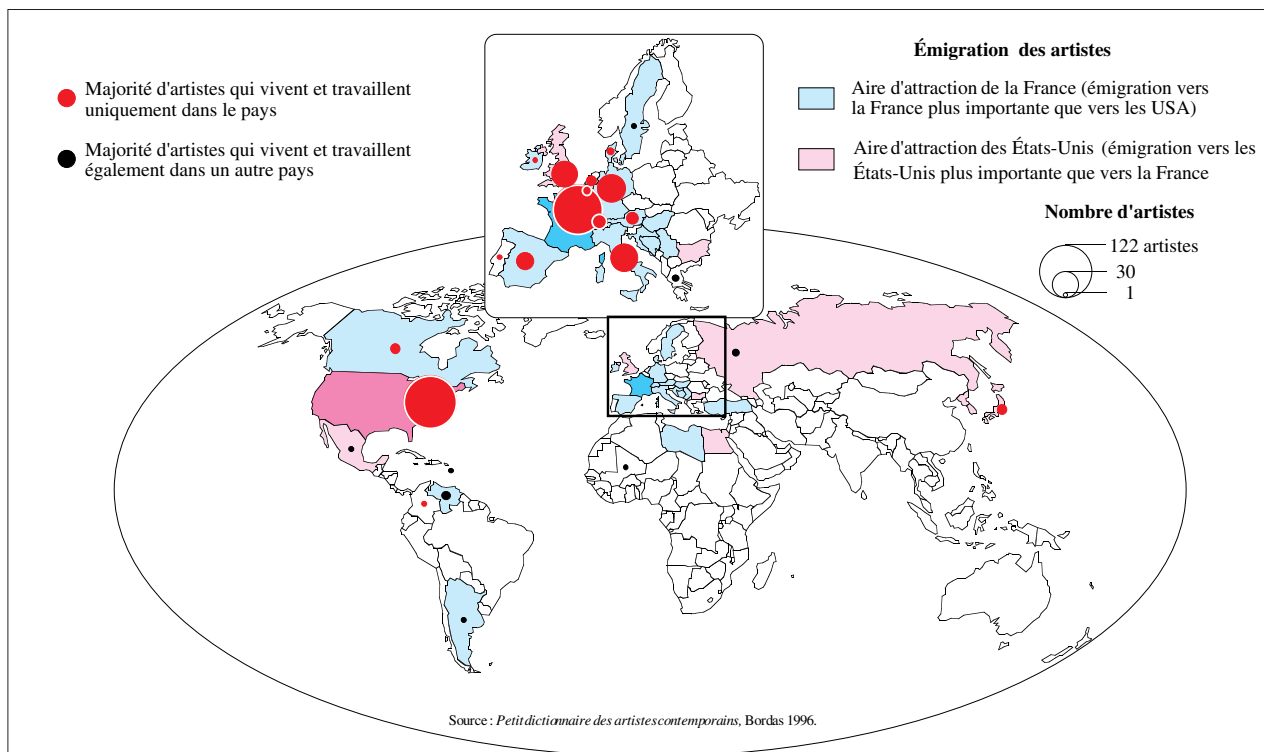 Majorité d'artistes qui vivent et travaillent
uniquement dans le pays
Majorité d'artistes qui vivent et travaillent
également dans un autre pays
Émigration des artistes
Aire d'attraction de la France (émigration vers
la France plus importante que vers les USA)
Aire d'attraction des États-Unis (émigration vers les
États-Unis plus importante que vers la France
Nombre d'artistes
122 artistes
30
1
Source : Petit dictionnaire des artistes contemporains, Bordas 1996.